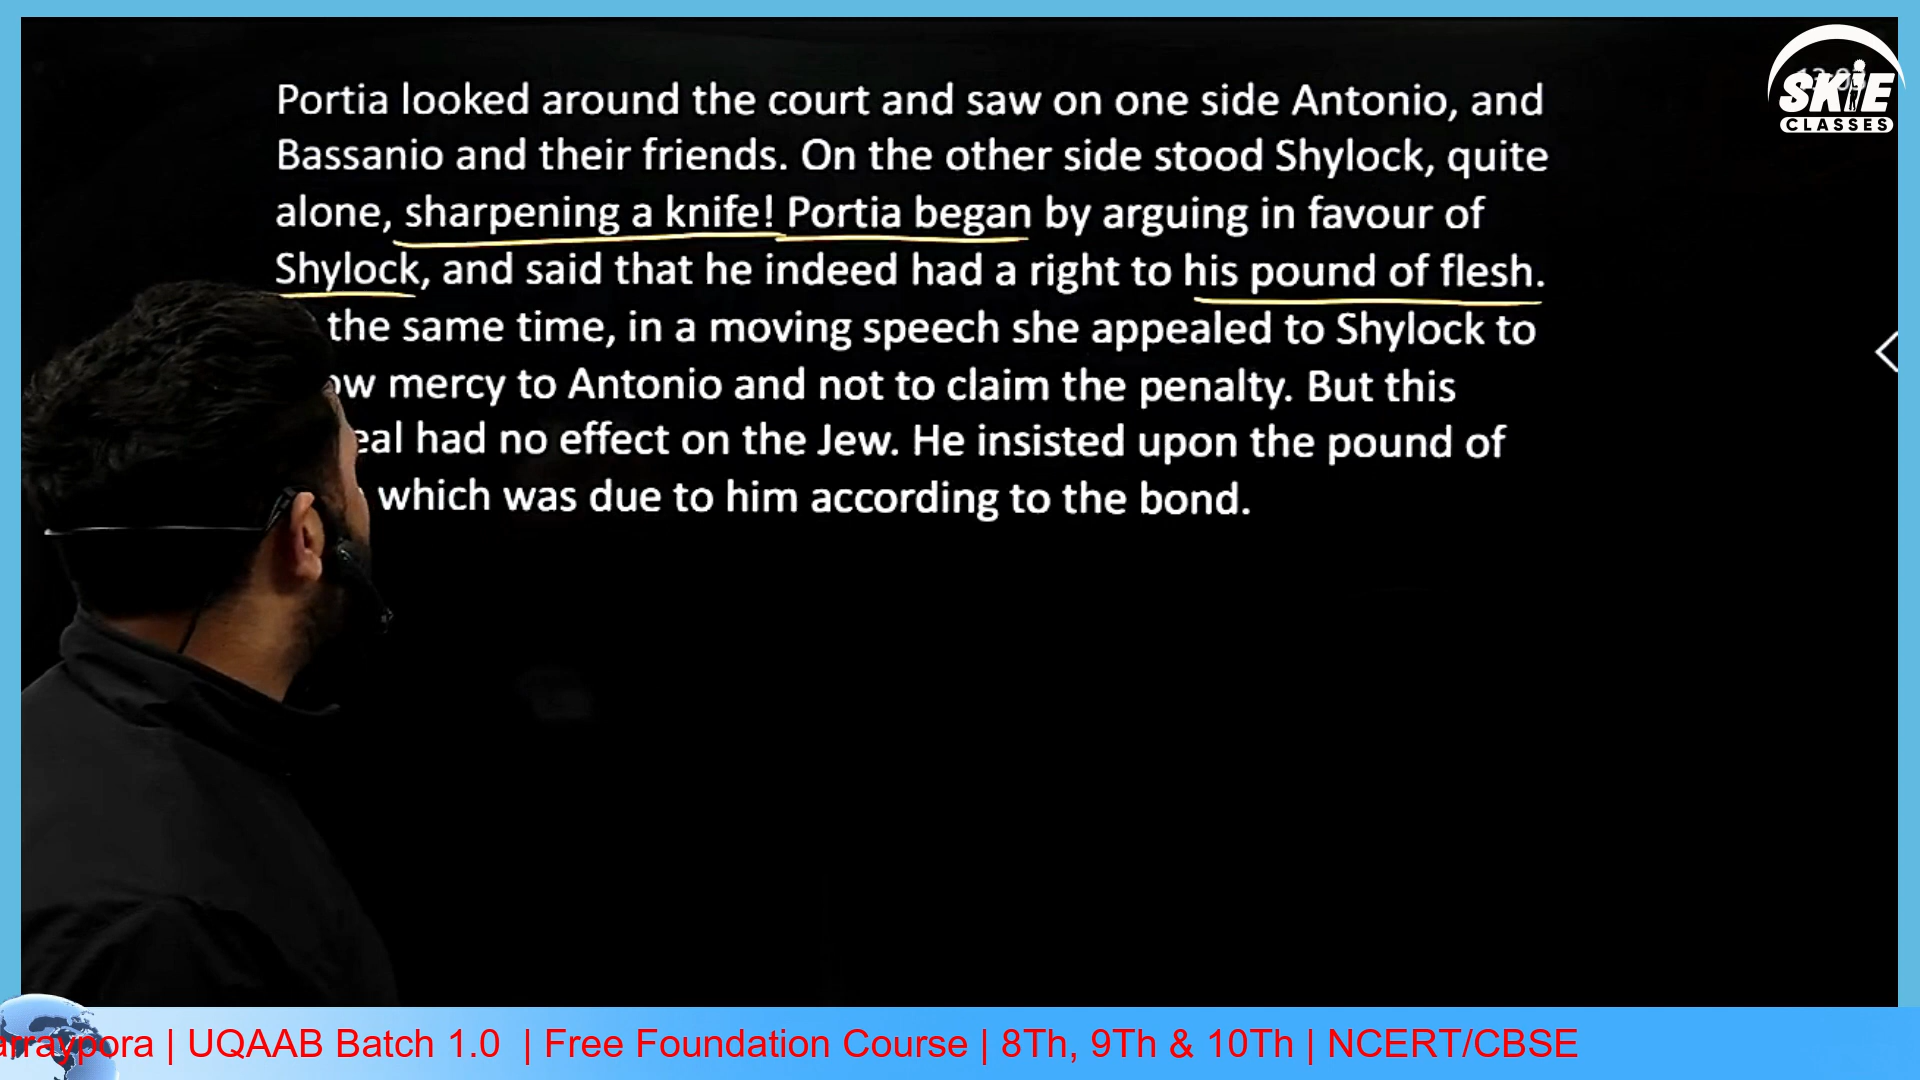 Portia looked around the court and saw on one side Antonio, and
Bassanio and their friends. On the other side stood Shylock, quite
alone, sharpening a knife! Portia began by arguing in favour of
Shylock, and said that he indeed had a right to his pound of flesh.
the same time, in a moving speech she appealed to Shylock to
mercy to Antonio and not to claim the penalty. But this
had no effect on the Jew. He insisted upon the pound of
which was due to him according to the bond.
SKIE
CLASSES
| UQAAB Batch 1.0 | Free Foundation Course | 8Th, 9Th & 10Th | NCERT/CBSE